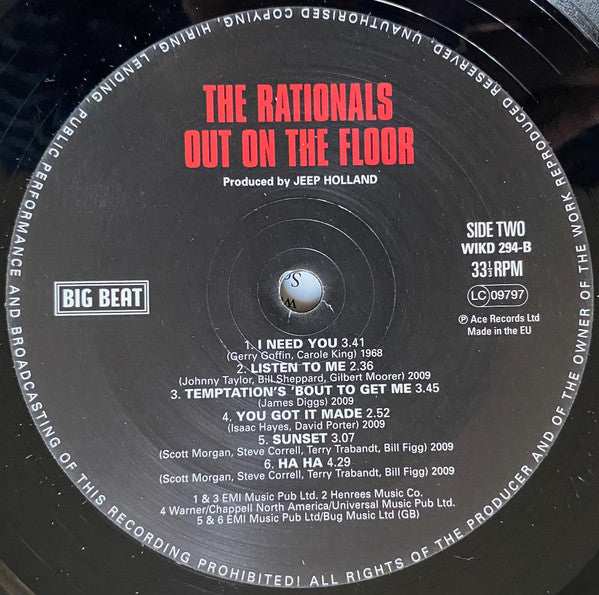 THE RATIONALS
OUT ON THE FLOOR
Produced by JEEP HOLLAND
BIG BEAT
SIDE TWO
WIKD 294-B
33⅓RPM
LC 09797
℗ Ace Records Ltd
Made in the EU
1. I NEED YOU 3.41
(Gerry Goffin, Carole King) 1968
2. LISTEN TO ME 2.36
(Johnny Taylor, Bill Sheppard, Gilbert Moorer) 2009
3. TEMPTATION'S 'BOUT TO GET ME 3.45
(James Diggs) 2009
4. YOU GOT IT MADE 2.52
(Isaac Hayes, David Porter) 2009
5. SUNSET 3.07
(Scott Morgan, Steve Correll, Terry Trabandt, Bill Figg) 2009
6. HA HA 4.29
(Scott Morgan, Steve Correll, Terry Trabandt, Bill Figg) 2009
1 & 3 EMI Music Pub Ltd. 2 Henrees Music Co.
4 Warner/Chappell North America/Universal Music Pub Ltd.
5 & 6 EMI Music Pub Ltd/Bug Music Ltd (GB)
ALL RIGHTS OF THE PRODUCER AND OF THE OWNER OF THE WORK REPRODUCED RESERVED. UNAUTHORISED COPYING, HIRING, LENDING, PUBLIC PERFORMANCE AND BROADCASTING OF THIS RECORDING PROHIBITED!